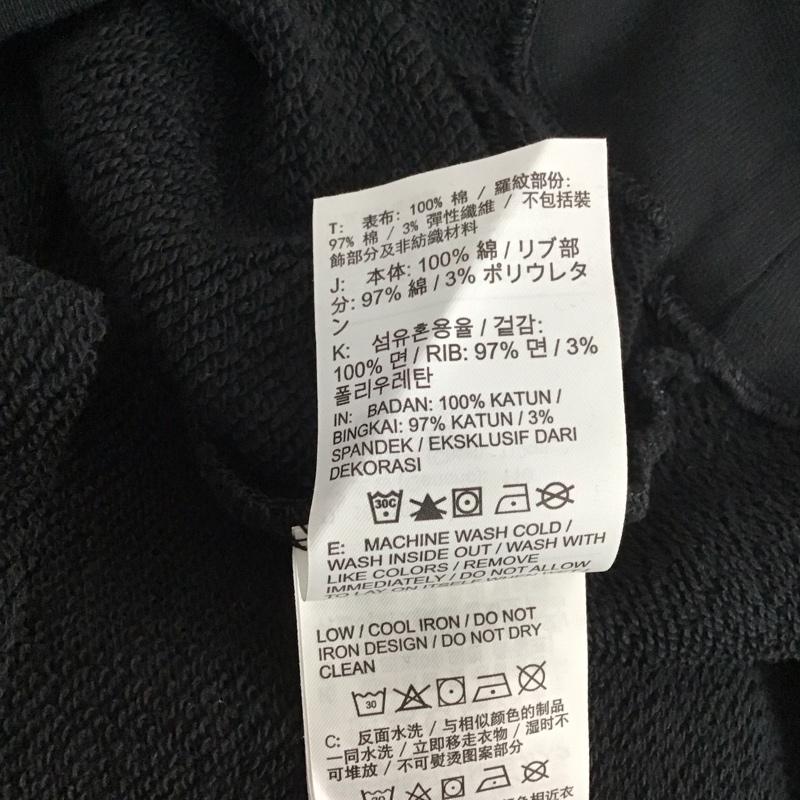 T: 表布: 100% 棉 / 羅紋部份:
97% 棉 / 3% 彈性纖維 / 不包括裝
飾部分及非紡織材料
J: 本体: 100% 綿 / リブ部
分: 97% 綿 / 3% ポリウレタ
ン
K: 섬유혼용율 / 겉감:
100% 면 / RIB: 97% 면 / 3%
폴리우레탄
IN: BADAN: 100% KATUN /
BINGKAI: 97% KATUN / 3%
SPANDEK / EKSKLUSIF DARI
DEKORASI
30C
E: MACHINE WASH COLD /
WASH INSIDE OUT / WASH WITH
LIKE COLORS / REMOVE
IMMEDIATELY / DO NOT ALLOW
TO LAY ON ITSELF WHEN
LOW / COOL IRON / DO NOT
IRON DESIGN / DO NOT DRY
CLEAN
30
C: 反面水洗 / 与相似颜色的制品
一同水洗 / 立即移走衣物 / 湿时不
可堆放 / 不可熨烫图案部分
30